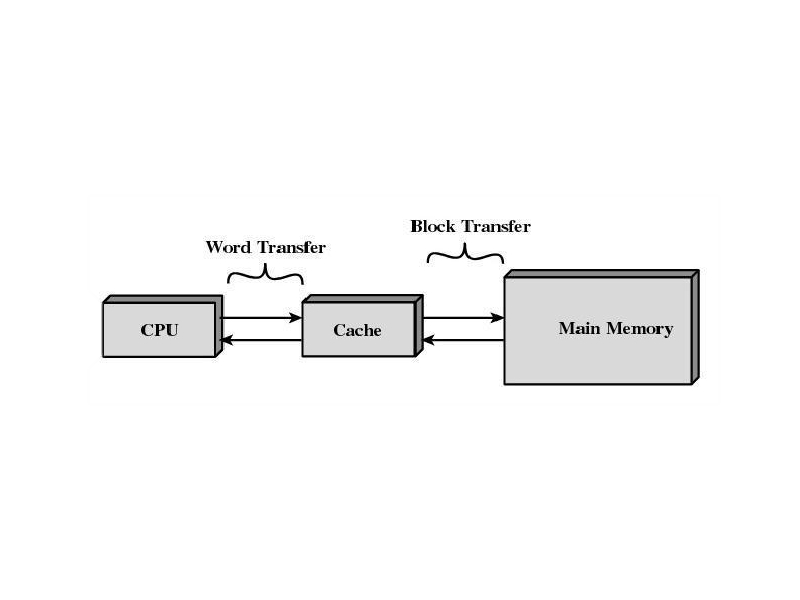 Block Transfer
Word Transfer
CPU
Cache
Main Memory